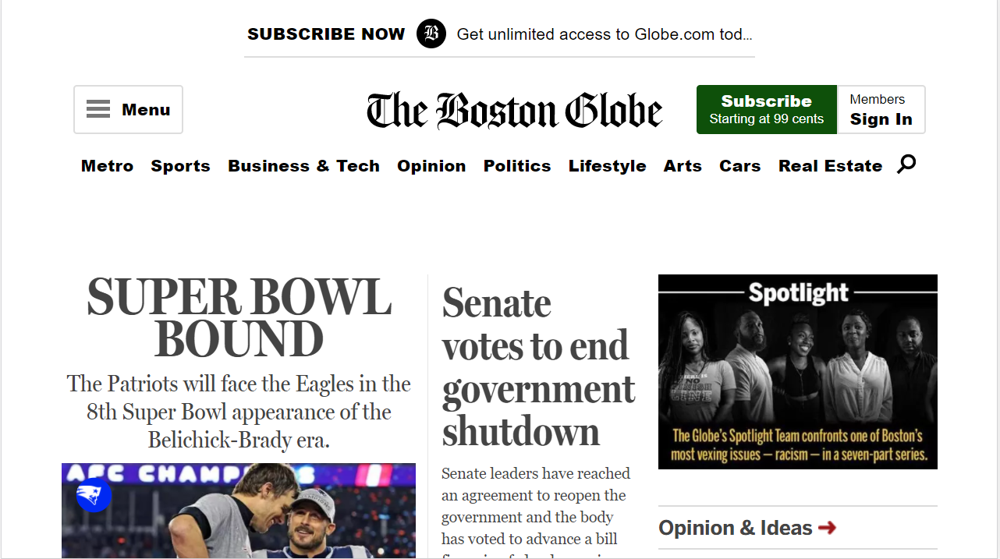 SUBSCRIBE NOW B Get unlimited access to Globe.com tod...
Menu
The Boston Globe
Subscribe
Starting at 99 cents
Members
Sign In
Metro Sports Business & Tech Opinion Politics Lifestyle Arts Cars Real Estate
SUPER BOWL
BOUND
The Patriots will face the Eagles in the
8th Super Bowl appearance of the
Belichick-Brady era.
AFC CHAMP
Senate
votes to end
government
shutdown
Senate leaders have reached
an agreement to reopen the
government and the body
has voted to advance a bill
Spotlight
NO
FINISH
LINE
The Globe's Spotlight Team confronts one of Boston's
most vexing issues — racism — in a seven-part series.
Opinion & Ideas